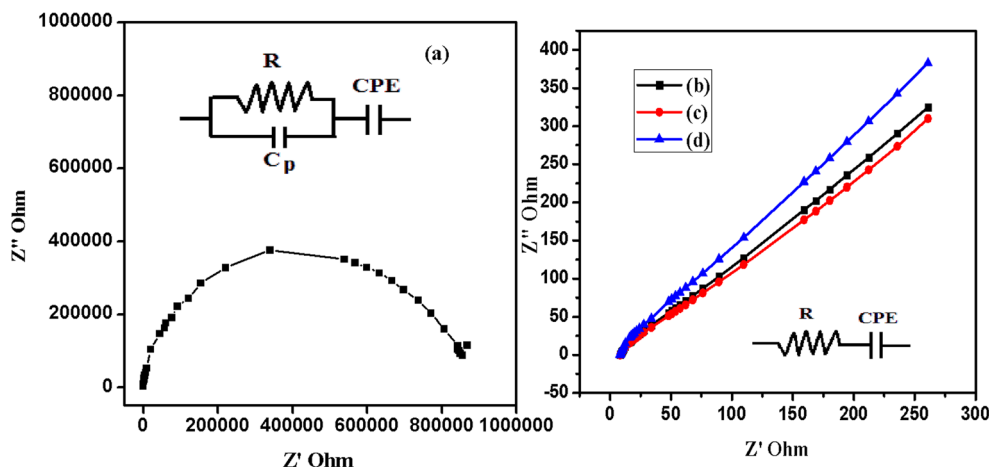 1000000
800000
600000
400000
200000
0
Z'' Ohm
(a)
R
CPE
Cp
0 200000 400000 600000 800000 1000000
Z' Ohm
400
350
300
250
200
150
100
50
0
-50
Z'' Ohm
(b)
(c)
(d)
R CPE
0 50 100 150 200 250 300
Z' Ohm